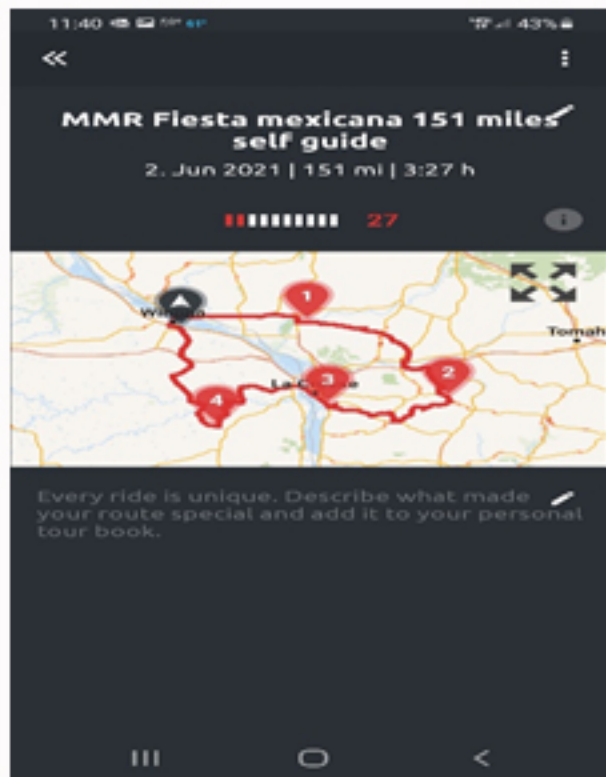 11:40 61° 43%
MMR Fiesta mexicana 151 miles
self guide
2. Jun 2021 | 151 mi | 3:27 h
27
1
Tomah
2
3
4
Every ride is unique. Describe what made
your route special and add it to your personal
tour book.